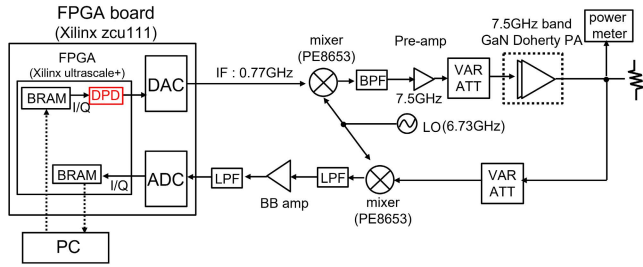 FPGA board
(Xilinx zcu111)
FPGA
(Xilinx ultrascale+)
BRAM
I/Q
DPD
DAC
IF : 0.77GHz
mixer
(PE8653)
BPF
Pre-amp
7.5GHz
VAR
ATT
7.5GHz band
GaN Doherty PA
power
meter
LO(6.73GHz)
BRAM
I/Q
ADC
LPF
BB amp
LPF
mixer
(PE8653)
VAR
ATT
PC